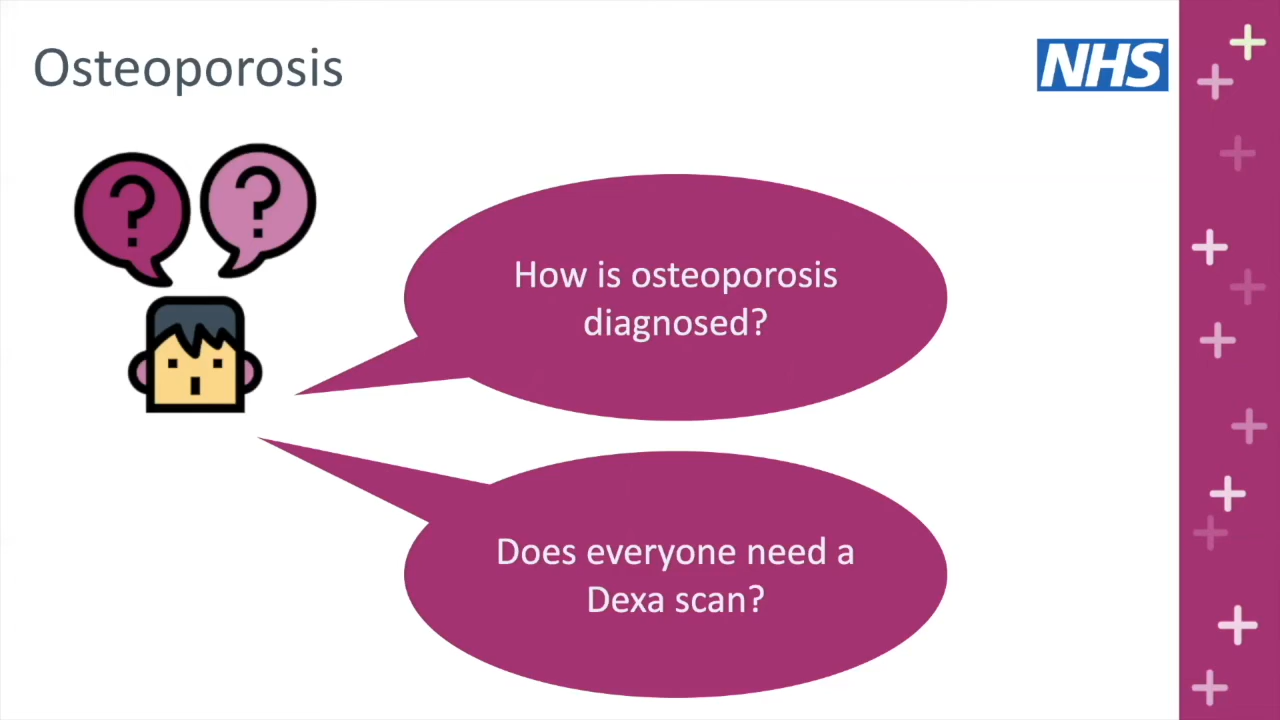 Osteoporosis
NHS
?
?
How is osteoporosis
diagnosed?
Does everyone need a
Dexa scan?